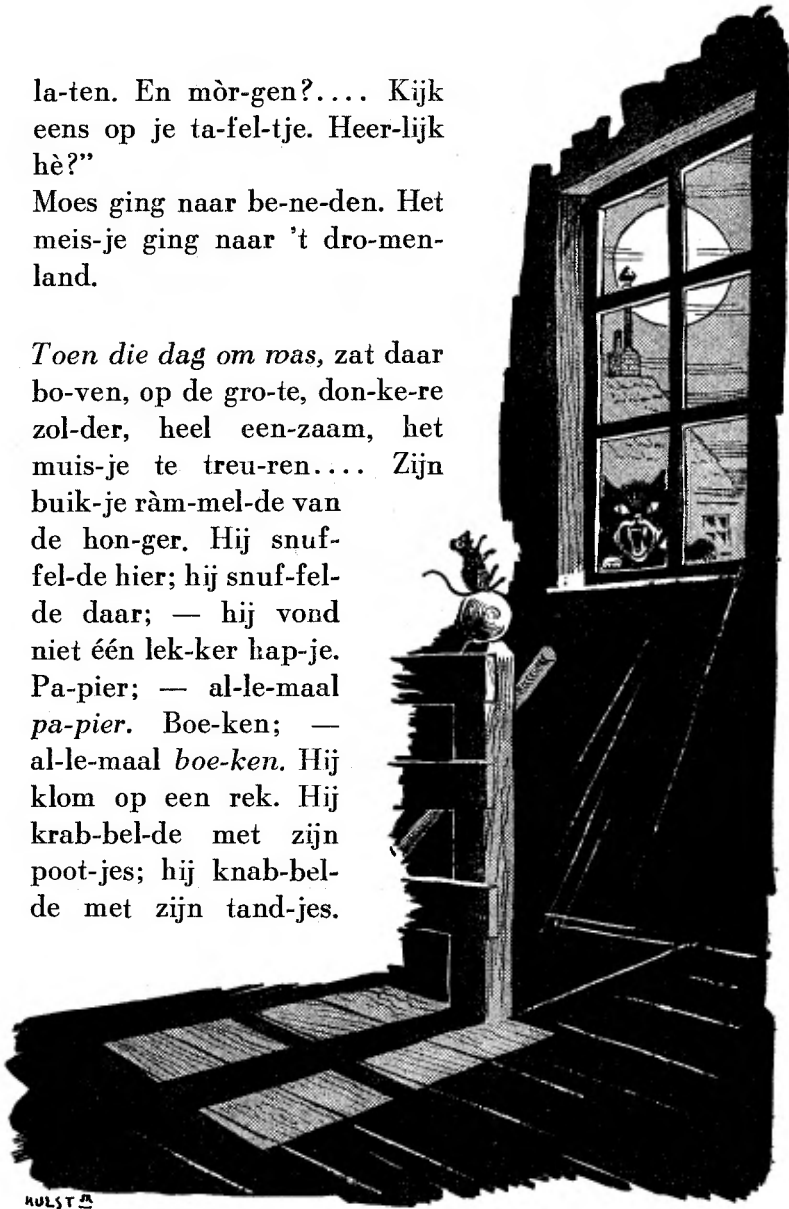 la-ten. En mòr-gen?.... Kijk
eens op je ta-fel-tje. Heer-lijk
hè?”
Moes ging naar be-ne-den. Het
meis-je ging naar ’t dro-men-
land.
Toen die dag om was, zat daar
bo-ven, op de gro-te, don-ke-re
zol-der, heel een-zaam, het
muis-je te treu-ren.... Zijn
buik-je ràm-mel-de van
de hon-ger. Hij snuf-
fel-de hier; hij snuf-fel-
de daar; — hij vond
niet één lek-ker hap-je.
Pa-pier; — al-le-maal
pa-pier. Boe-ken; —
al-le-maal boe-ken. Hij
klom op een rek. Hij
krab-bel-de met zijn
poot-jes; hij knab-bel-
de met zijn tand-jes.
HULST